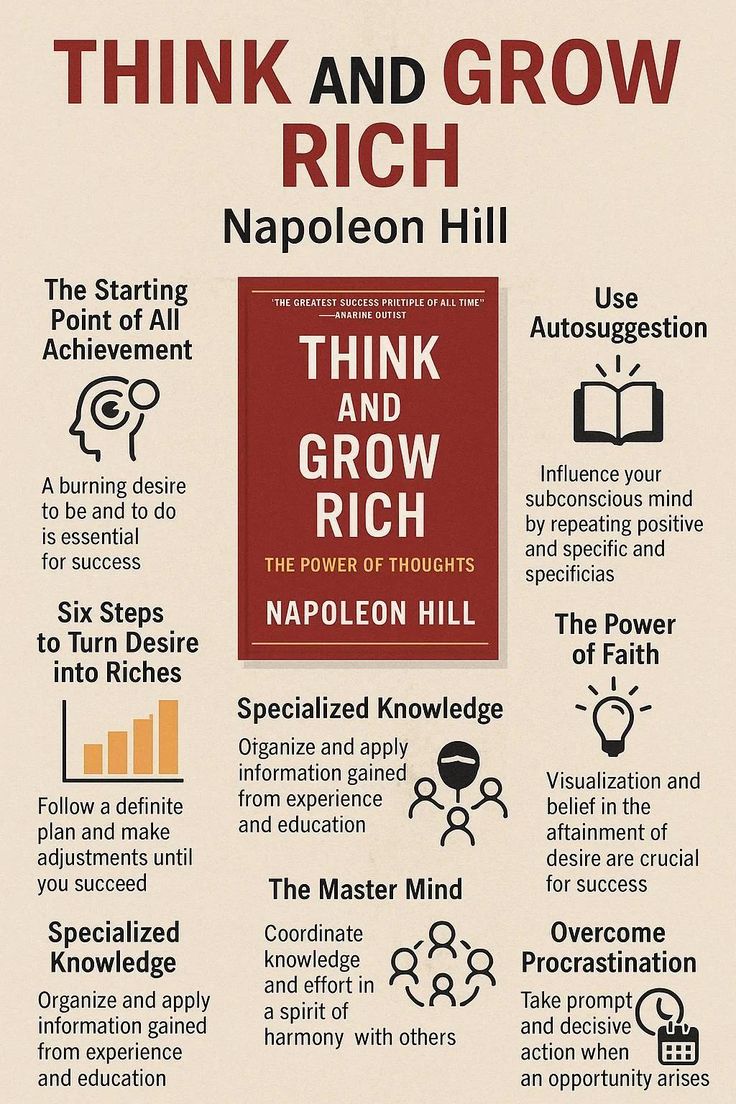 THINK AND GROW
RICH
Napoleon Hill
The Starting
Point of All
Achievement
A burning desire
to be and to do
is essential
for success
Six Steps
to Turn Desire
into Riches
Follow a definite
plan and make
adjustments until
you succeed
Specialized
Knowledge
Organize and apply
information gained
from experience
and education
"THE GREATEST SUCCESS PRIETIPLE OF ALL TIME"
—ANARINE OUTIST
THINK
AND
GROW
RICH
THE POWER OF THOUGHTS
NAPOLEON HILL
Specialized Knowledge
Organize and apply
information gained
from experience
and education
The Master Mind
Coordinate
knowledge
and effort in
a spirit of
harmony with others
Use
Autosuggestion
Influence your
subconscious mind
by repeating positive
and specific and
specificias
The Power
of Faith
Visualization and
belief in the
aftainment of
desire are crucial
for success
Overcome
Procrastination
Take prompt
and decisive
action when
an opportunity arises